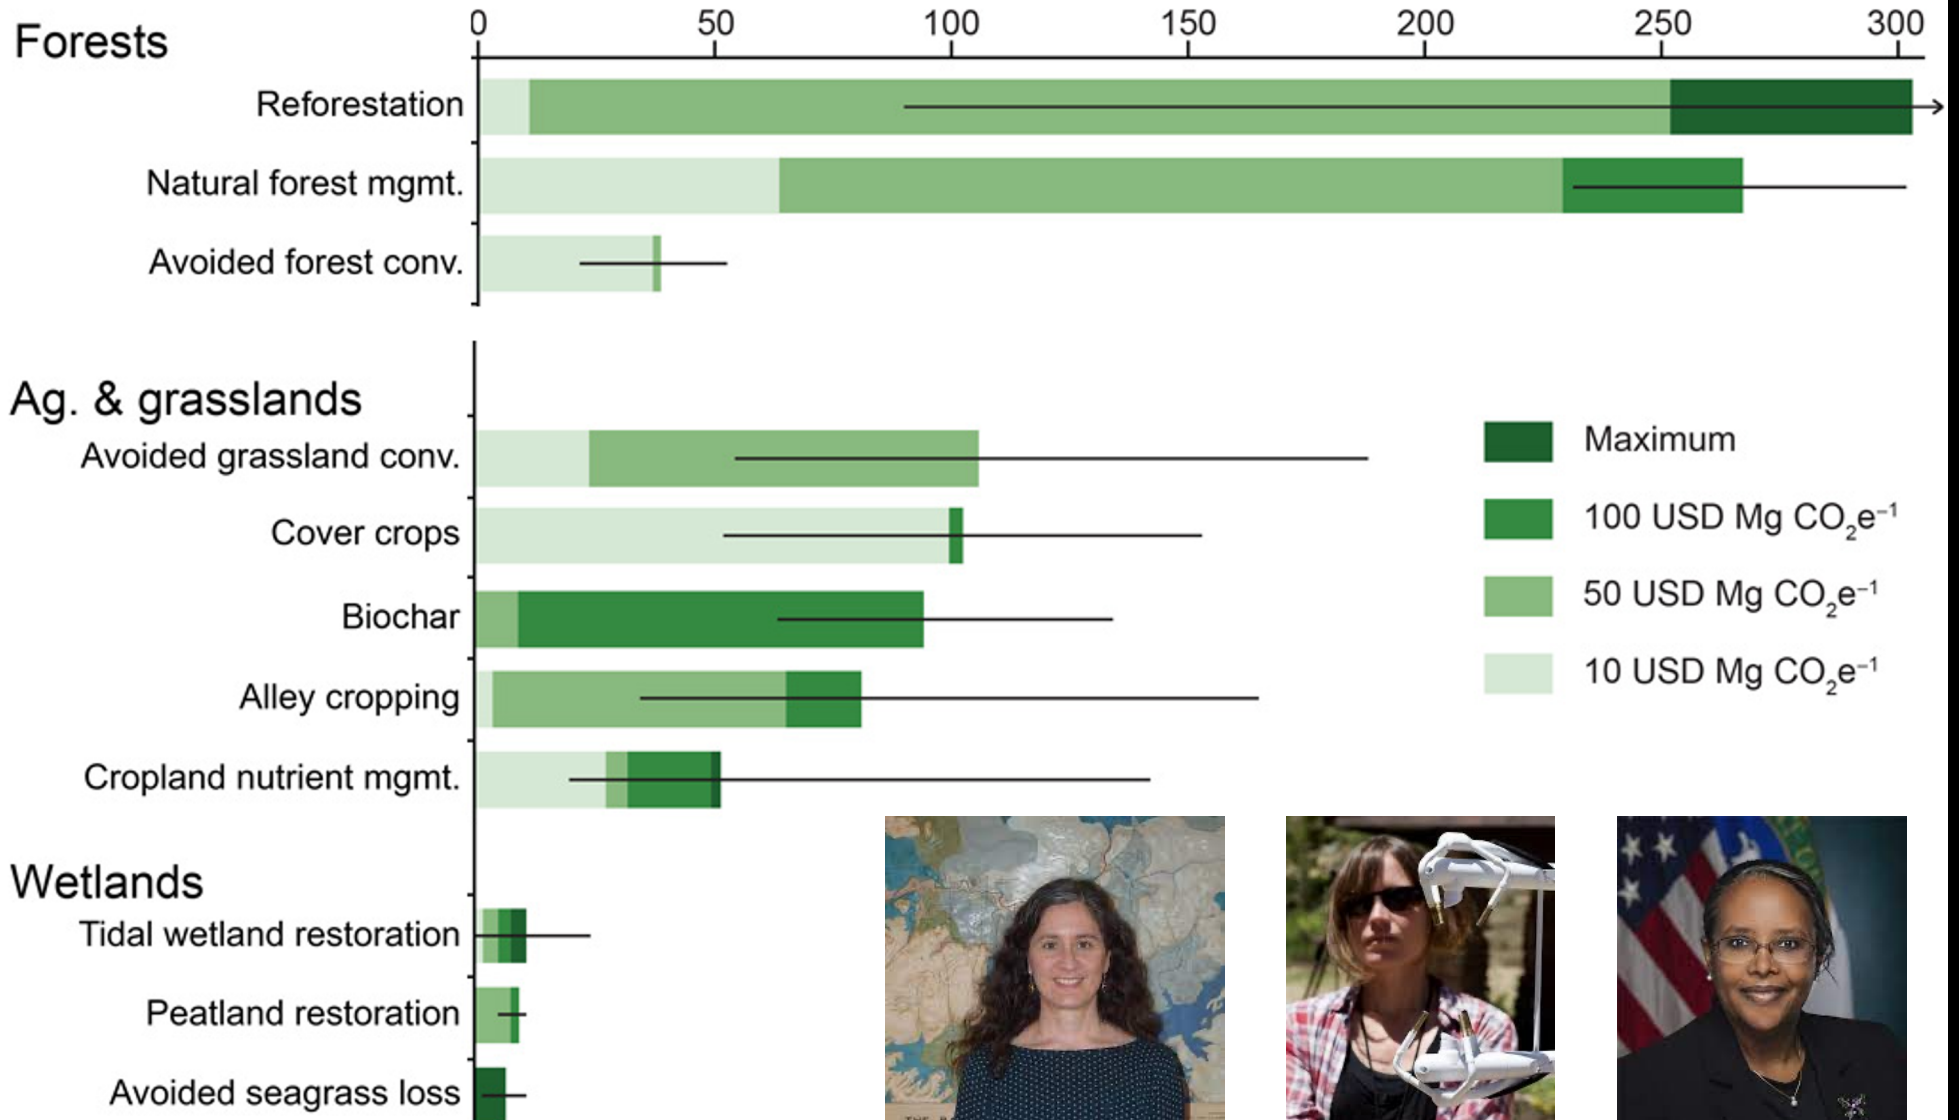 0 50 100 150 200 250 300
Forests
Reforestation
Natural forest mgmt.
Avoided forest conv.
Ag. & grasslands
Avoided grassland conv.
Cover crops
Biochar
Alley cropping
Cropland nutrient mgmt.
Maximum
100 USD Mg CO₂e⁻¹
50 USD Mg CO₂e⁻¹
10 USD Mg CO₂e⁻¹
Wetlands
Tidal wetland restoration
Peatland restoration
Avoided seagrass loss